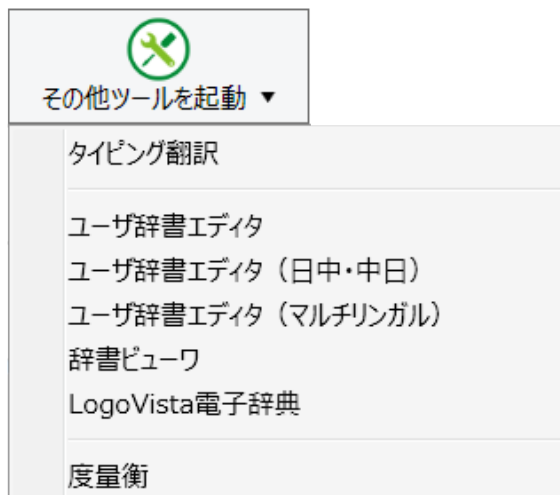 その他ツールを起動 ▼
タイピング翻訳
ユーザ辞書エディタ
ユーザ辞書エディタ（日中・中日）
ユーザ辞書エディタ（マルチリンガル）
辞書ビューワ
LogoVista電子辞典
度量衡